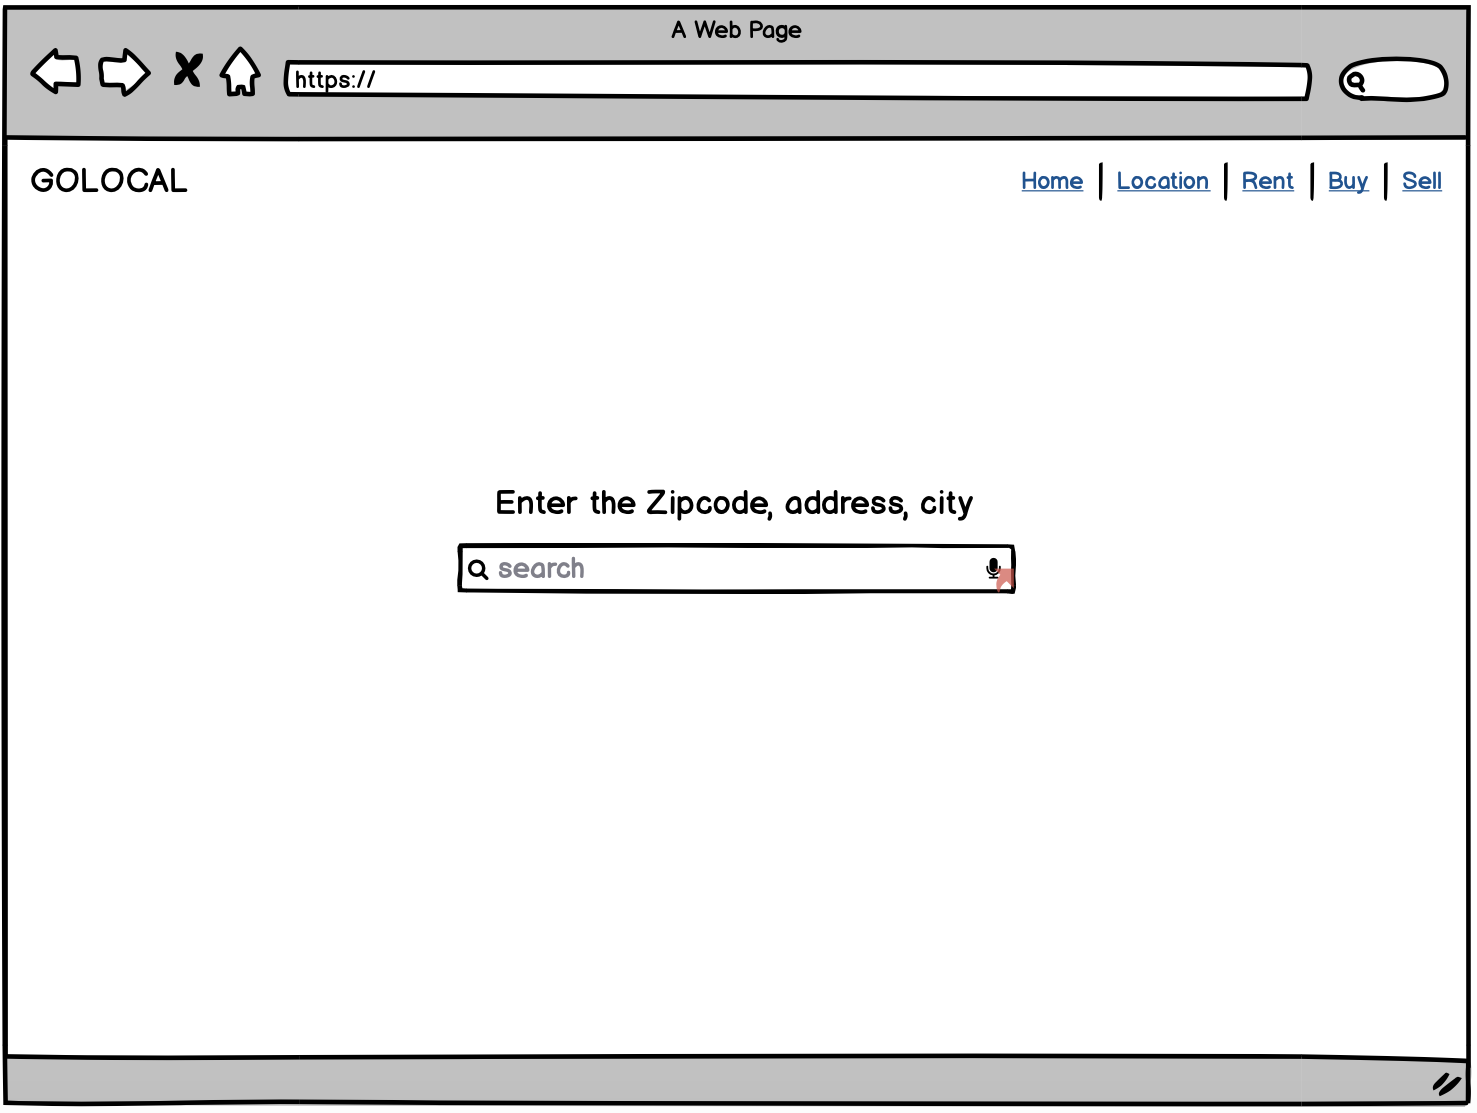 A Web Page
https://
GOLOCAL
Home | Location | Rent | Buy | Sell
Enter the Zipcode, address, city
search